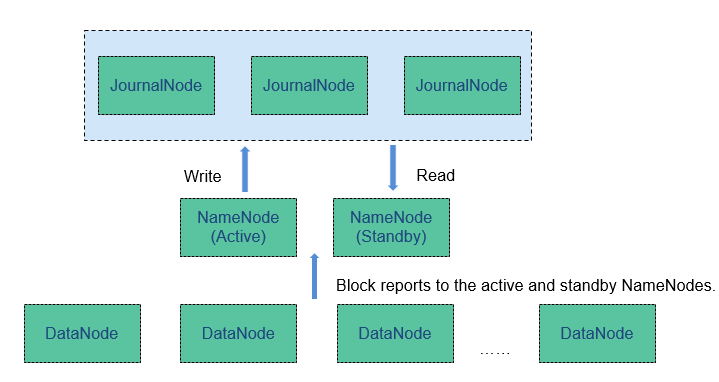 JournalNode JournalNode JournalNode
Write
Read
NameNode
(Active)
NameNode
(Standby)
Block reports to the active and standby NameNodes.
DataNode DataNode DataNode ...... DataNode